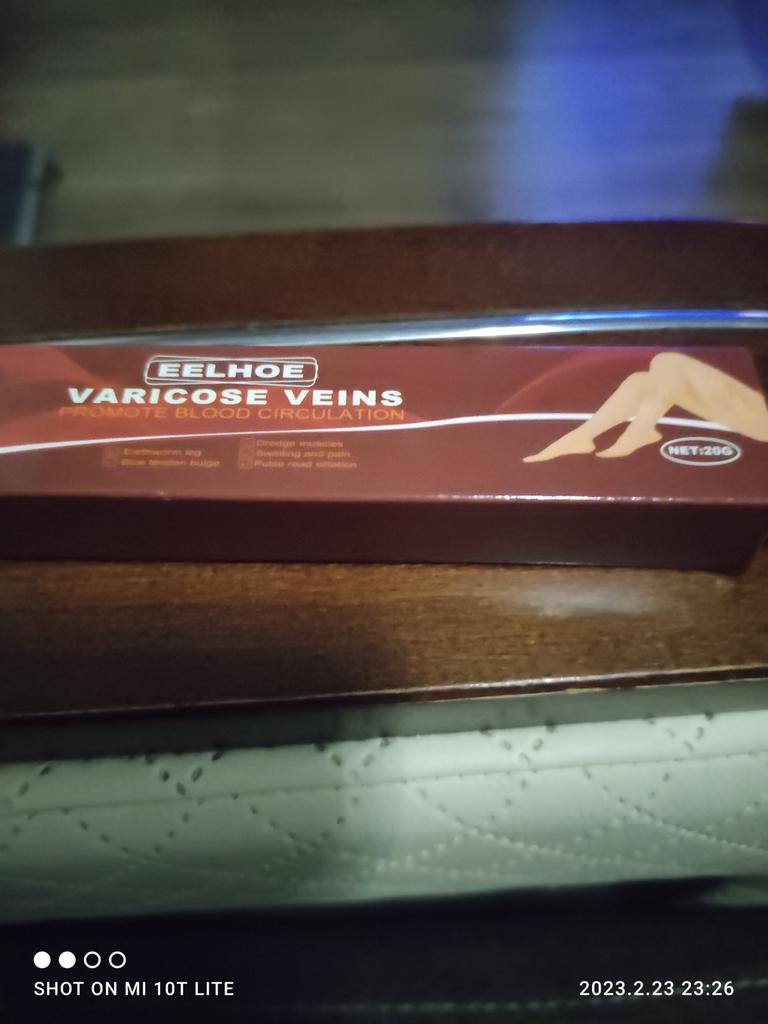 EELHOE
VARICOSE VEINS
PROMOTE BLOOD CIRCULATION
Earthworm leg
Blue tendon bulge
Dredge muscles
Swelling and pain
Pulse road siltation
NET:20G
SHOT ON MI 10T LITE
2023.2.23 23:26